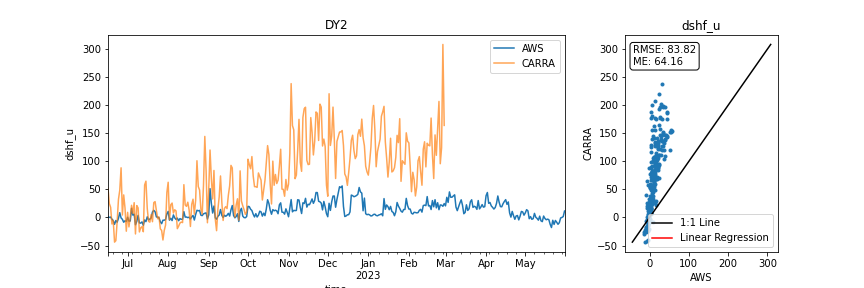 DY2
dshf_u
300
250
200
150
100
50
0
−50
AWS
CARRA
Jul Aug Sep Oct Nov Dec Jan Feb Mar Apr May
2023
time
dshf_u
dshf_u
RMSE: 83.82
ME: 64.16
CARRA
300
250
200
150
100
50
0
−50
1:1 Line
Linear Regression
0 100 200 300
AWS